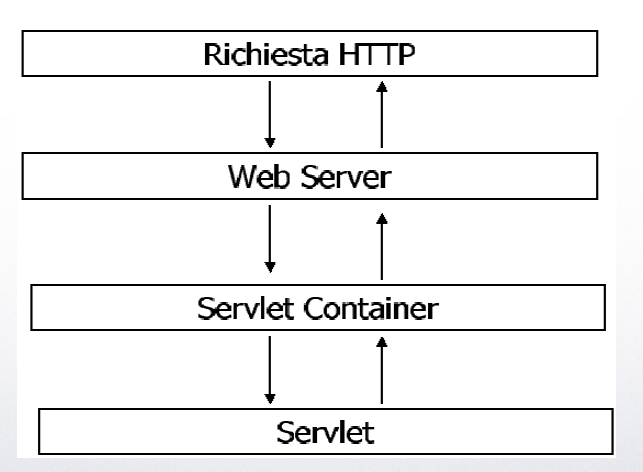 Richiesta HTTP
Web Server
Servlet Container
Servlet